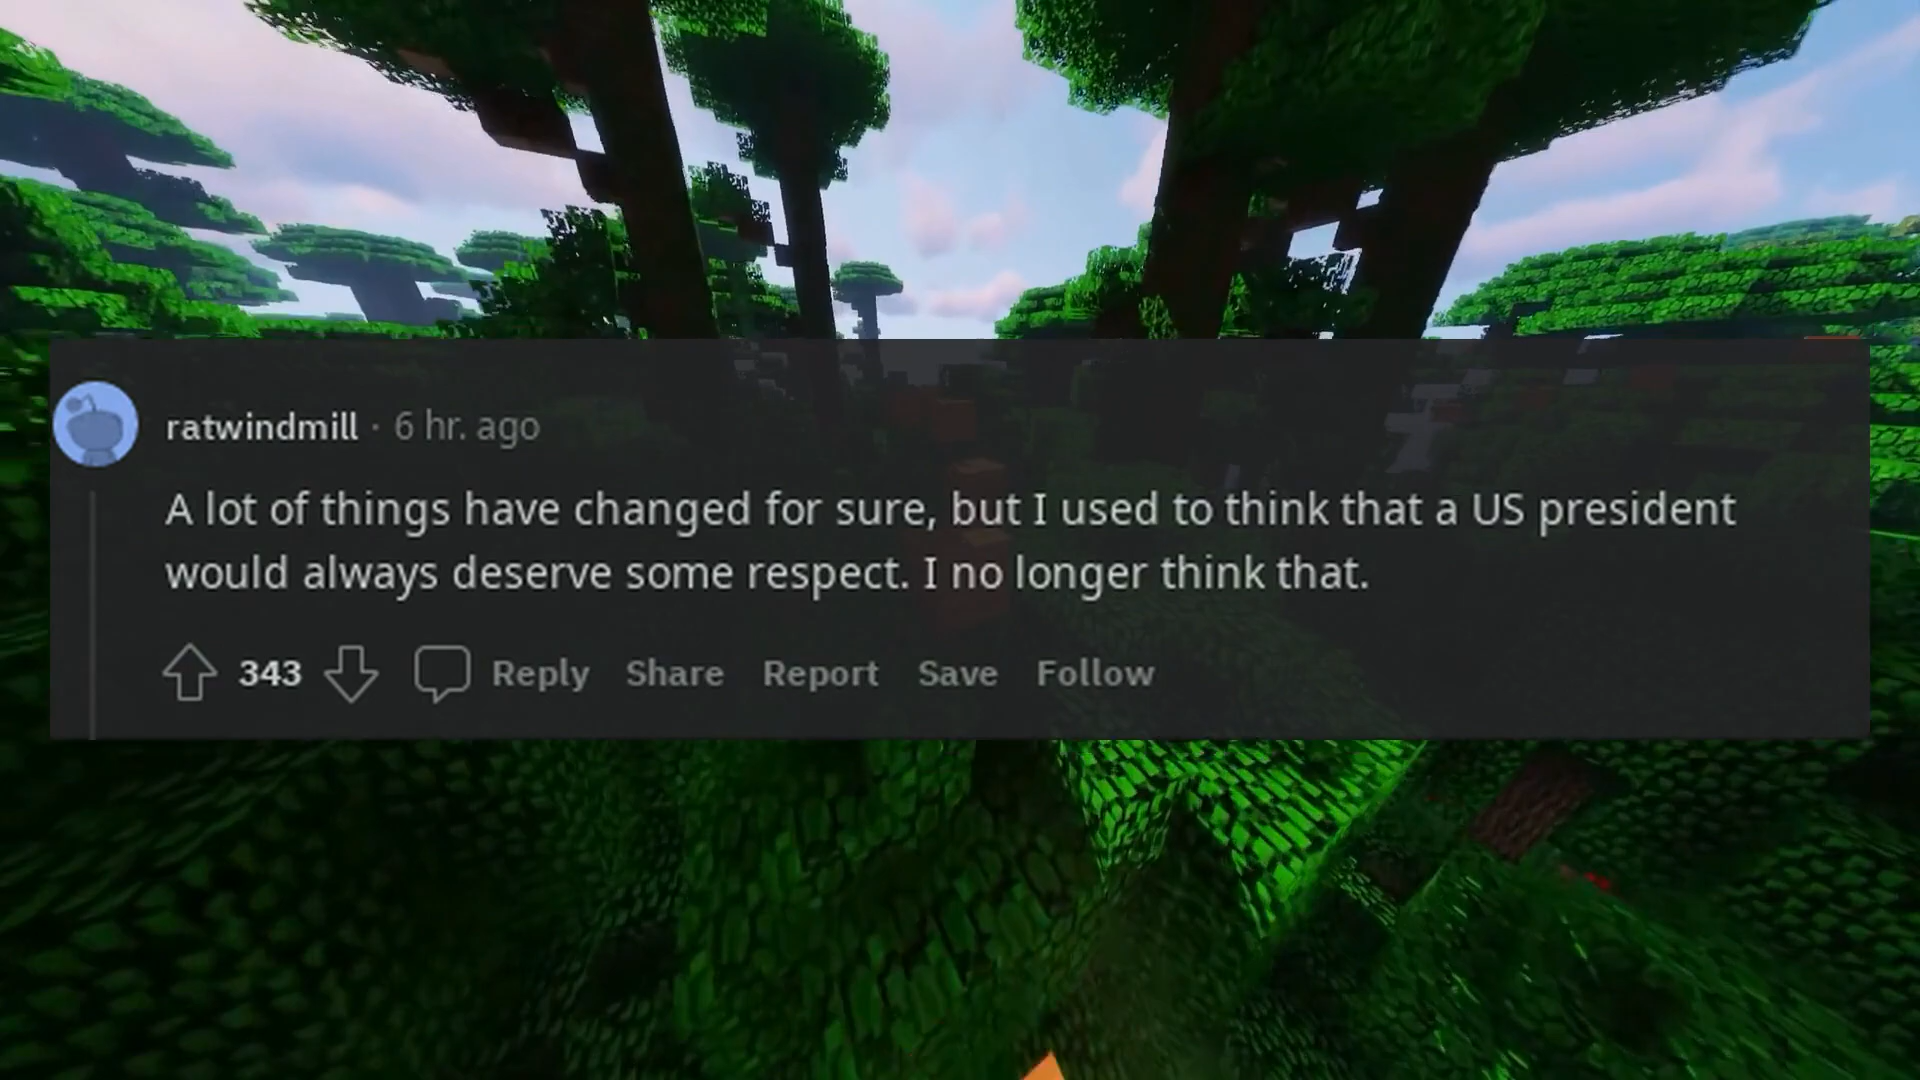 ratwindmill · 6 hr. ago
A lot of things have changed for sure, but I used to think that a US president
would always deserve some respect. I no longer think that.
343 Reply Share Report Save Follow